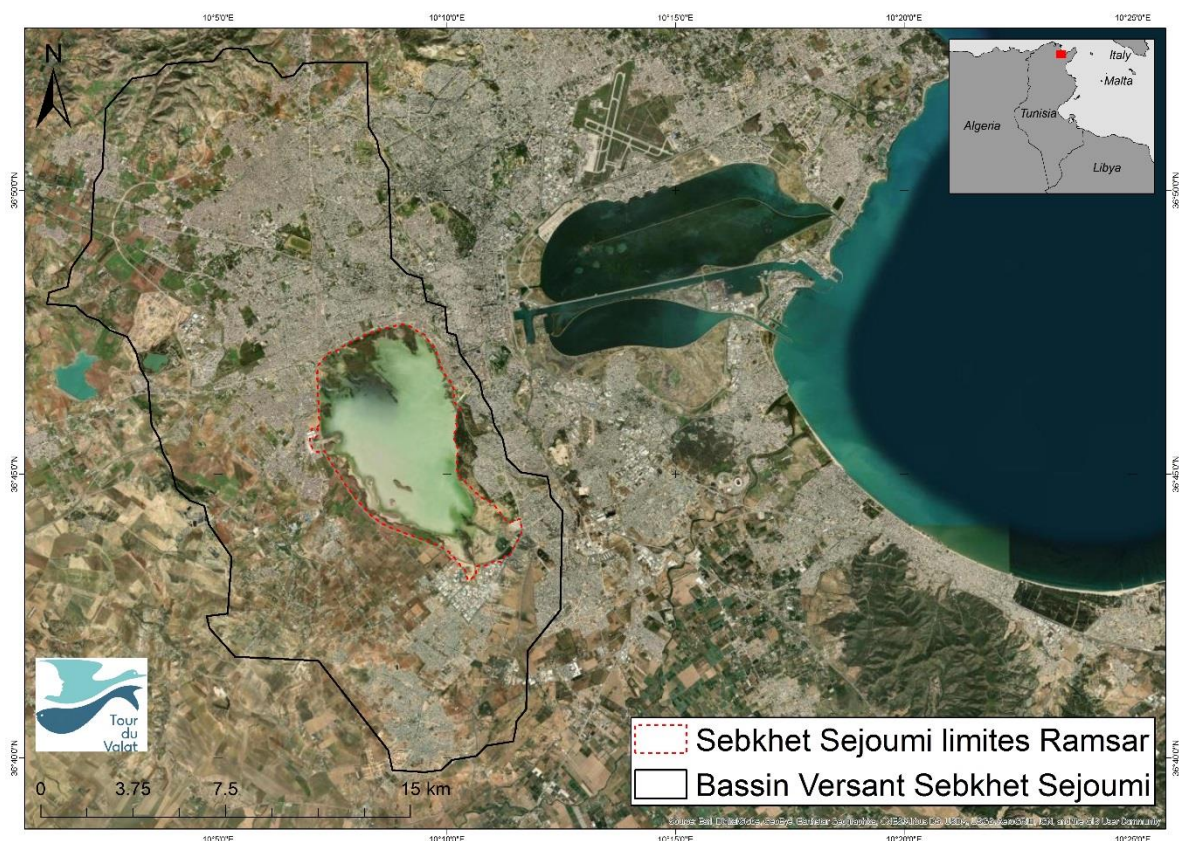 10°5'0"E 10°10'0"E 10°15'0"E 10°20'0"E 10°25'0"E
N
Italy
Malta
Tunisia
Algeria
Libya
36°50'0"N 36°50'0"N
36°45'0"N 36°45'0"N
Tour
du
Valat
Sebkhet Sejoumi limites Ramsar
Bassin Versant Sebkhet Sejoumi
36°40'0"N 36°40'0"N
0 3.75 7.5 15 km
10°5'0"E 10°10'0"E 10°15'0"E 10°20'0"E 10°25'0"E